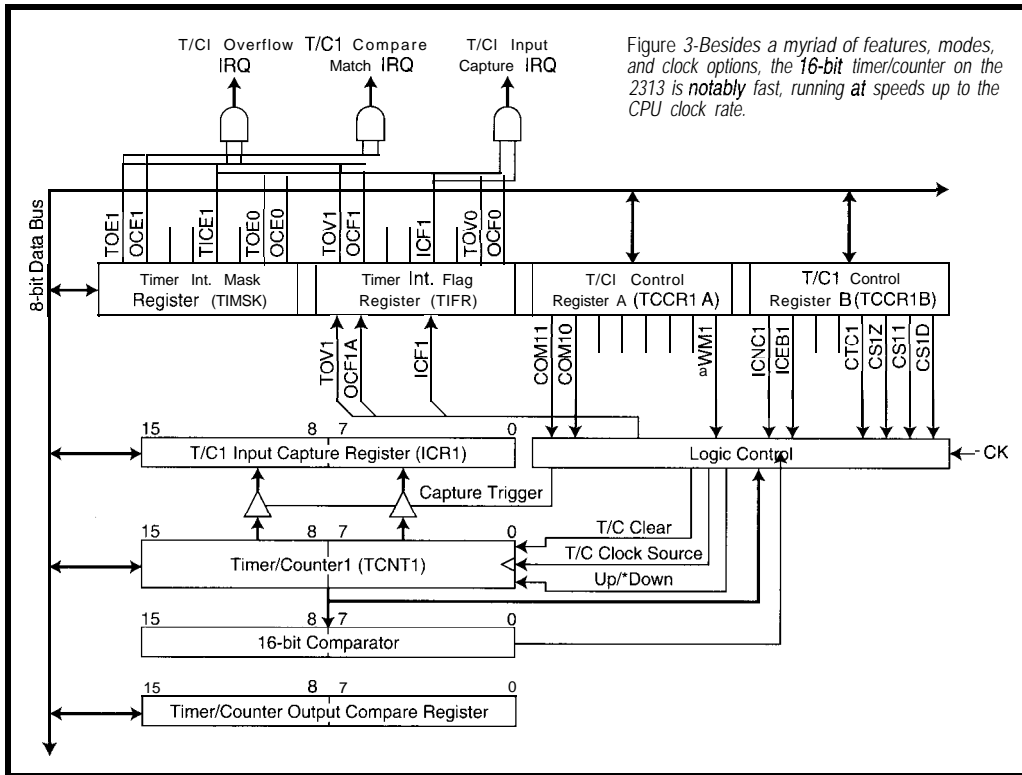 T/CI Overflow
IRQ
T/C1 Compare
Match IRQ
T/CI Input
Capture IRQ
Figure 3-Besides a myriad of features, modes,
and clock options, the 16-bit timer/counter on the
2313 is notably fast, running at speeds up to the
CPU clock rate.
8-bit Data Bus
TOE1
OCE1
TICE1
TOE0
OCE0
TOV1
OCF1
ICF1
TOV0
OCF0
Timer Int. Mask
Register (TIMSK)
Timer Int. Flag
Register (TIFR)
T/CI Control
Register A (TCCR1 A)
T/C1 Control
Register B (TCCR1B)
TOV1
OCF1A
ICF1
COM11
COM10
WM1
ICNC1
ICEB1
CTC1
CS1Z
CS11
CS1D
15 8 7 0
T/C1 Input Capture Register (ICR1)
Logic Control
CK
Capture Trigger
15 8 7 0
Timer/Counter1 (TCNT1)
T/C Clear
T/C Clock Source
Up/*Down
15 8 7 0
16-bit Comparator
15 8 7 0
Timer/Counter Output Compare Register